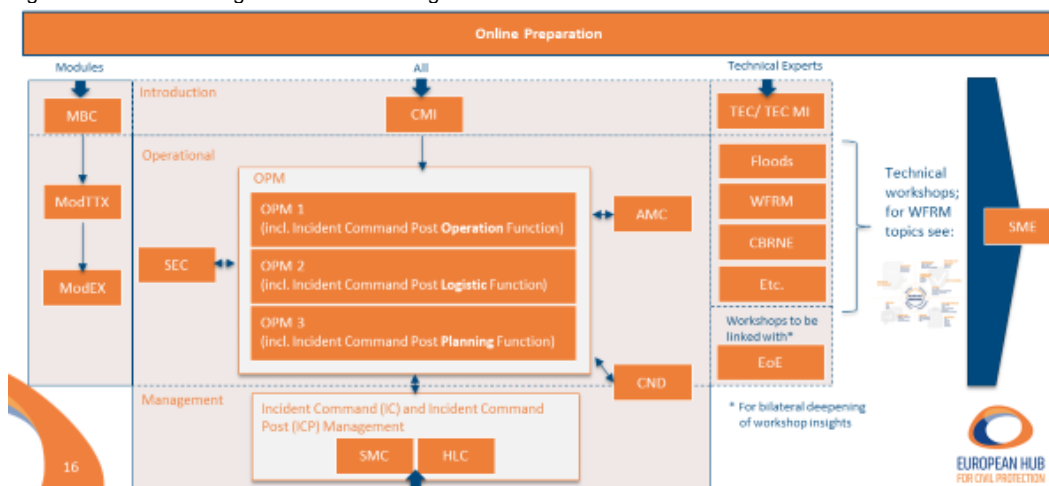 Online Preparation
Modules
All
Technical Experts
Introduction
MBC
CMI
TEC/ TEC MI
Operational
OPM
OPM 1
(incl. Incident Command Post Operation Function)
OPM 2
(incl. Incident Command Post Logistic Function)
OPM 3
(incl. Incident Command Post Planning Function)
ModTTX
ModEX
SEC
AMC
CND
Floods
WFRM
CBRNE
Etc.
Workshops to be
linked with*
EoE
Technical
workshops;
for WFRM
topics see:
SME
Management
Incident Command (IC) and Incident Command
Post (ICP) Management
SMC
HLC
* For bilateral deepening
of workshop insights
16
EUROPEAN HUB
FOR CIVIL PROTECTION